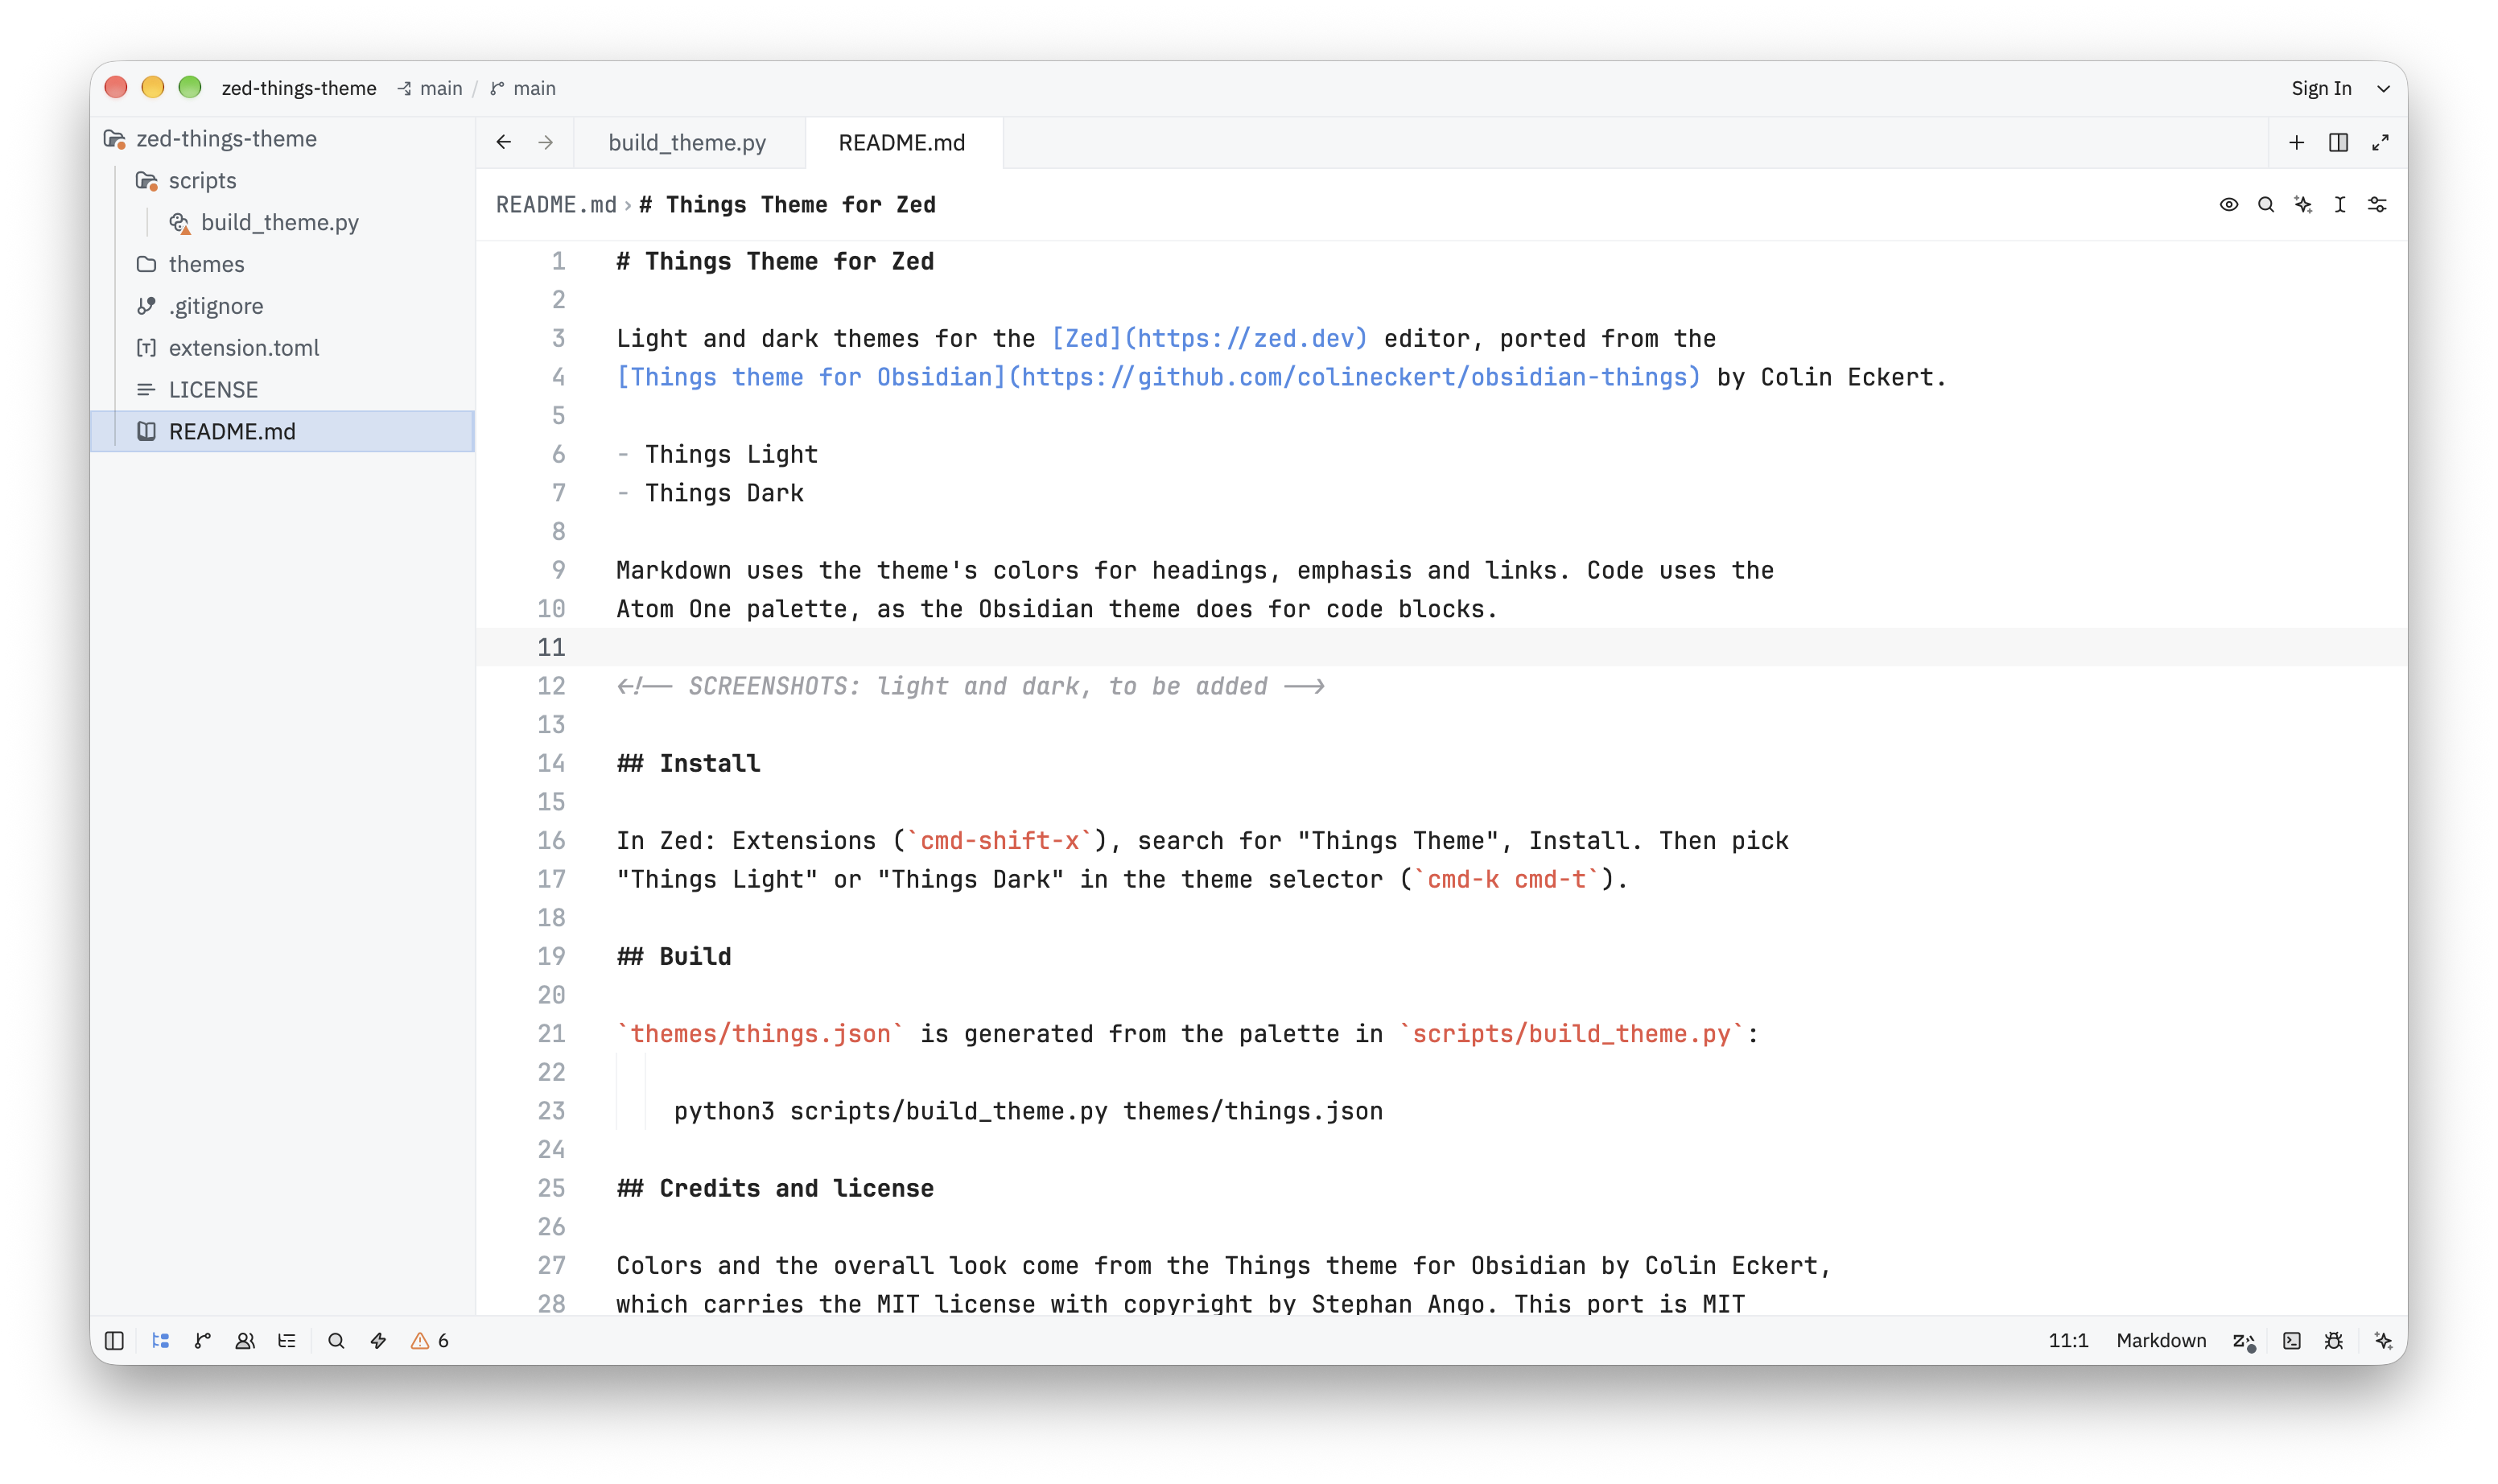 zed-things-theme main / main Sign In
zed-things-theme
scripts
build_theme.py
themes
.gitignore
extension.toml
LICENSE
README.md
build_theme.py README.md
README.md › # Things Theme for Zed
1 # Things Theme for Zed
2
3 Light and dark themes for the [Zed](https://zed.dev) editor, ported from the
4 [Things theme for Obsidian](https://github.com/colineckert/obsidian-things) by Colin Eckert.
5
6 - Things Light
7 - Things Dark
8
9 Markdown uses the theme's colors for headings, emphasis and links. Code uses the
10 Atom One palette, as the Obsidian theme does for code blocks.
11
12 <!-- SCREENSHOTS: light and dark, to be added -->
13
14 ## Install
15
16 In Zed: Extensions (`cmd-shift-x`), search for "Things Theme", Install. Then pick
17 "Things Light" or "Things Dark" in the theme selector (`cmd-k cmd-t`).
18
19 ## Build
20
21 `themes/things.json` is generated from the palette in `scripts/build_theme.py`:
22
23     python3 scripts/build_theme.py themes/things.json
24
25 ## Credits and license
26
27 Colors and the overall look come from the Things theme for Obsidian by Colin Eckert,
28 which carries the MIT license with copyright by Stephan Ango. This port is MIT
6 11:1 Markdown